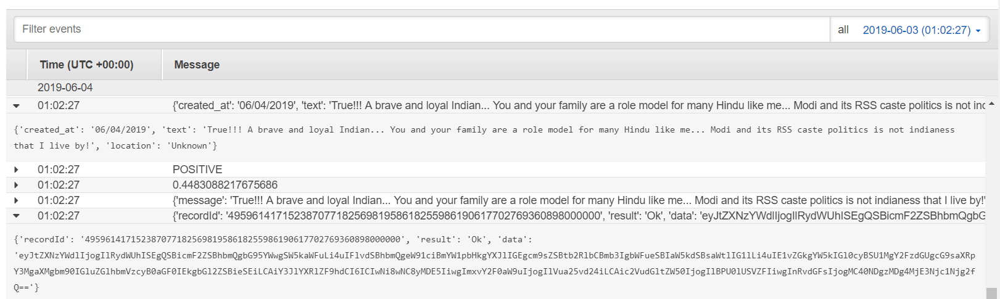 Filter events
all 2019-06-03 (01:02:27)
Time (UTC +00:00) Message
2019-06-04
01:02:27 {'created_at': '06/04/2019', 'text': 'True!!! A brave and loyal Indian... You and your family are a role model for many Hindu like me... Modi and its RSS caste politics is not inc
{'created_at': '06/04/2019', 'text': 'True!!! A brave and loyal Indian... You and your family are a role model for many Hindu like me... Modi and its RSS caste politics is not indianess
that I live by!', 'location': 'Unknown'}
01:02:27 POSITIVE
01:02:27 0.4483088217675686
01:02:27 {'message': 'True!!! A brave and loyal Indian... You and your family are a role model for many Hindu like me... Modi and its RSS caste politics is not indianess that I live by!'
01:02:27 {'recordId': '49596141715238707718256981958618255986190617702769360898000000', 'result': 'Ok', 'data': 'eyJtZXNzYWdlIjogIlRydWUhISEgQSBicmF2ZSBhbmQgbG
{'recordId': '49596141715238707718256981958618255986190617702769360898000000', 'result': 'Ok', 'data':
'eyJtZXNzYWdlIjogIlRydWUhISEgQSBicmF2ZSBhbmQgbG95YWwgSW5kaWFuLi4uIFlvdSBhbmQgeW91ciBmYW1pbHkgYXJlIGEgcm9sZSBtb2RlbCBmb3IgbWFueSBIaW5kdSBsaWtlIG1lLi4uIE1vZGkgYW5kIGl0cyBSU1MgY2FzdGUgcG9saXRp
Y3MgaXMgbm90IGluZGlhbmVzcyB0aGF0IEkgbGl2ZSBieSEiLCAiY3JlYXRlZF9hdCI6ICIwNi8wNC8yMDE5IiwgImxvY2F0aW9uIjogIlVua25vd24iLCAic2VudGltZW50IjogIlBPU0lUSVZFIiwgInRvdGFsIjogMC40NDgzMDg4MjE3Njc1Njg2f
Q=='}